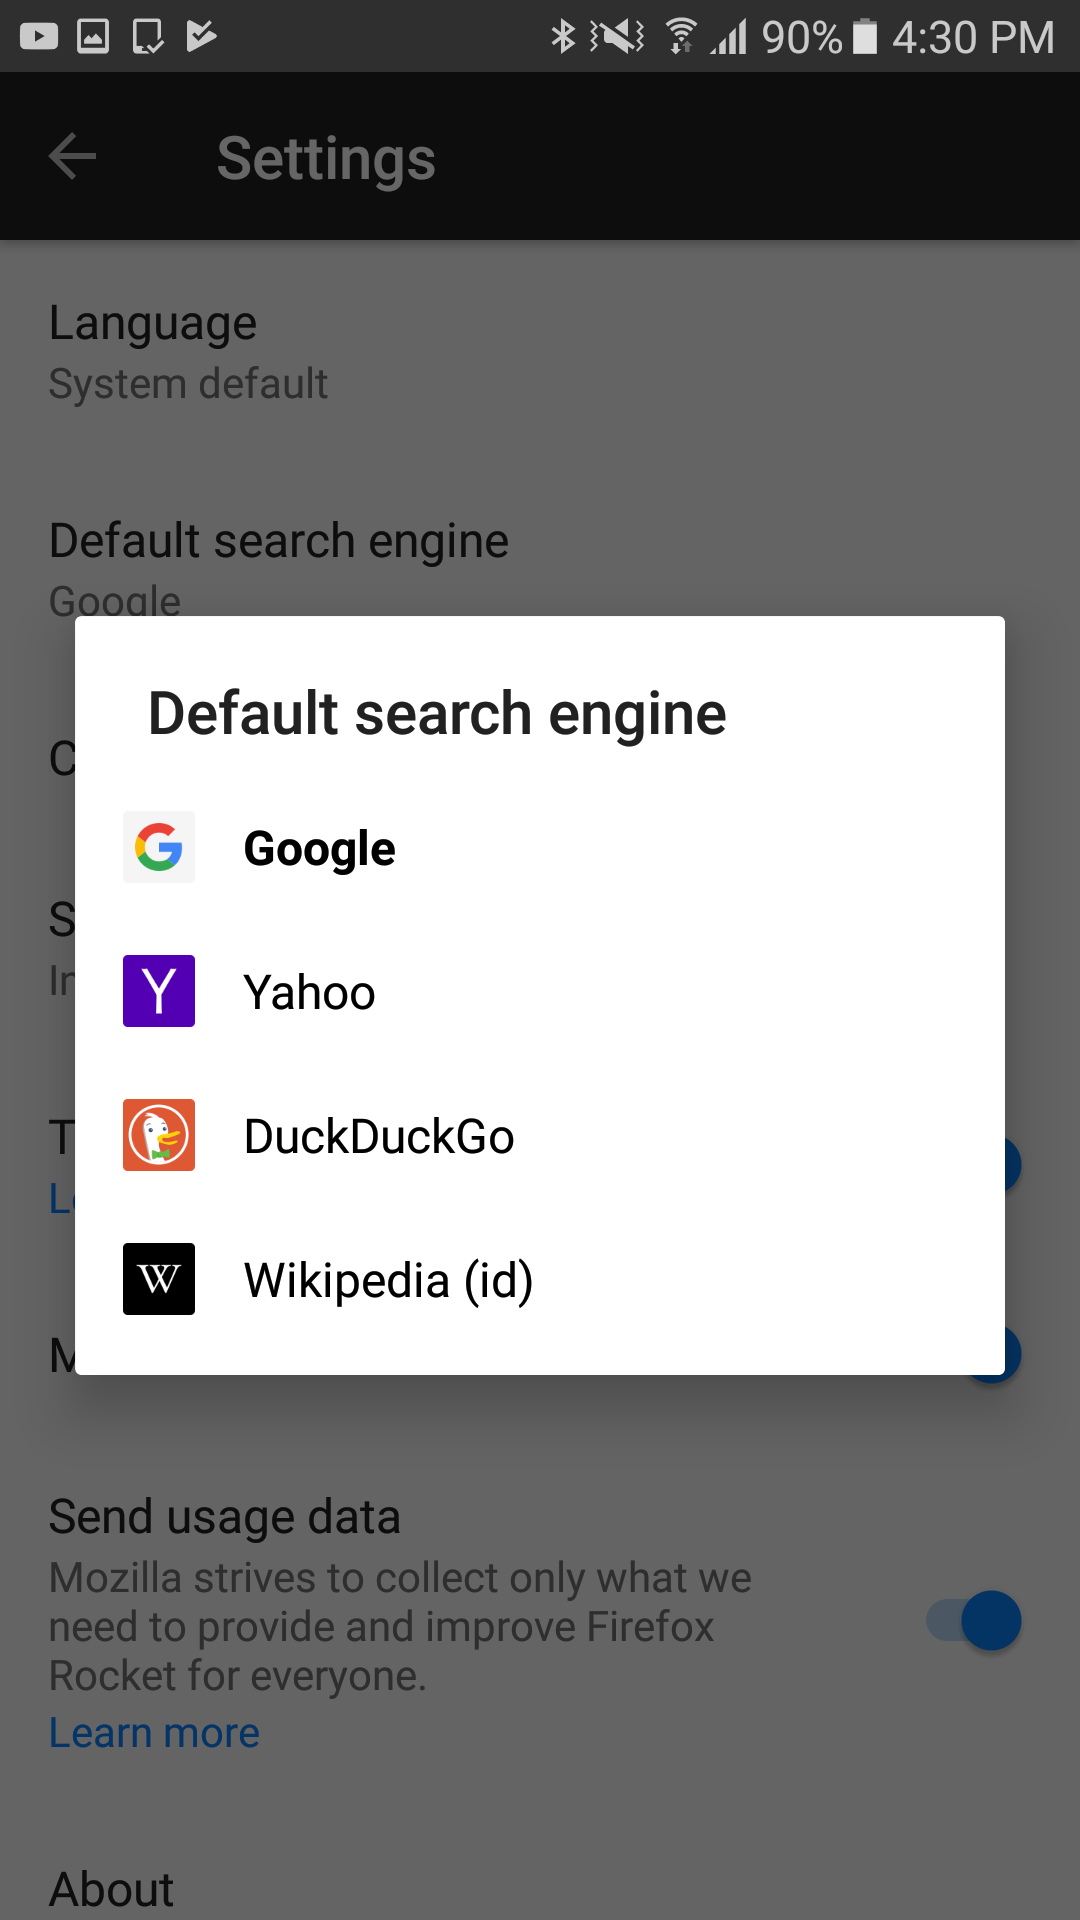 90% 4:30 PM
Settings
Language
System default
Default search engine
Google
Default search engine
Google
Yahoo
DuckDuckGo
Wikipedia (id)
Send usage data
Mozilla strives to collect only what we
need to provide and improve Firefox
Rocket for everyone.
Learn more
About